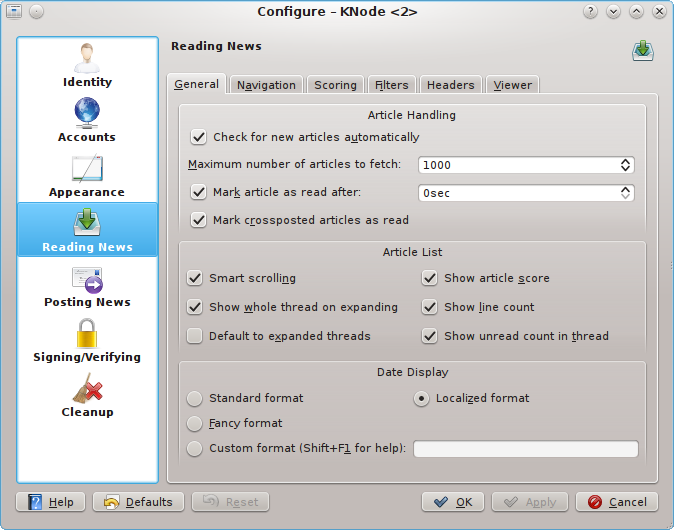 Configure – KNode <2>
Identity
Accounts
Appearance
Reading News
Posting News
Signing/Verifying
Cleanup
Reading News
General Navigation Scoring Filters Headers Viewer
Article Handling
Check for new articles automatically
Maximum number of articles to fetch: 1000
Mark article as read after: 0sec
Mark crossposted articles as read
Article List
Smart scrolling Show article score
Show whole thread on expanding Show line count
Default to expanded threads Show unread count in thread
Date Display
Standard format Localized format
Fancy format
Custom format (Shift+F1 for help):
Help Defaults Reset OK Apply Cancel